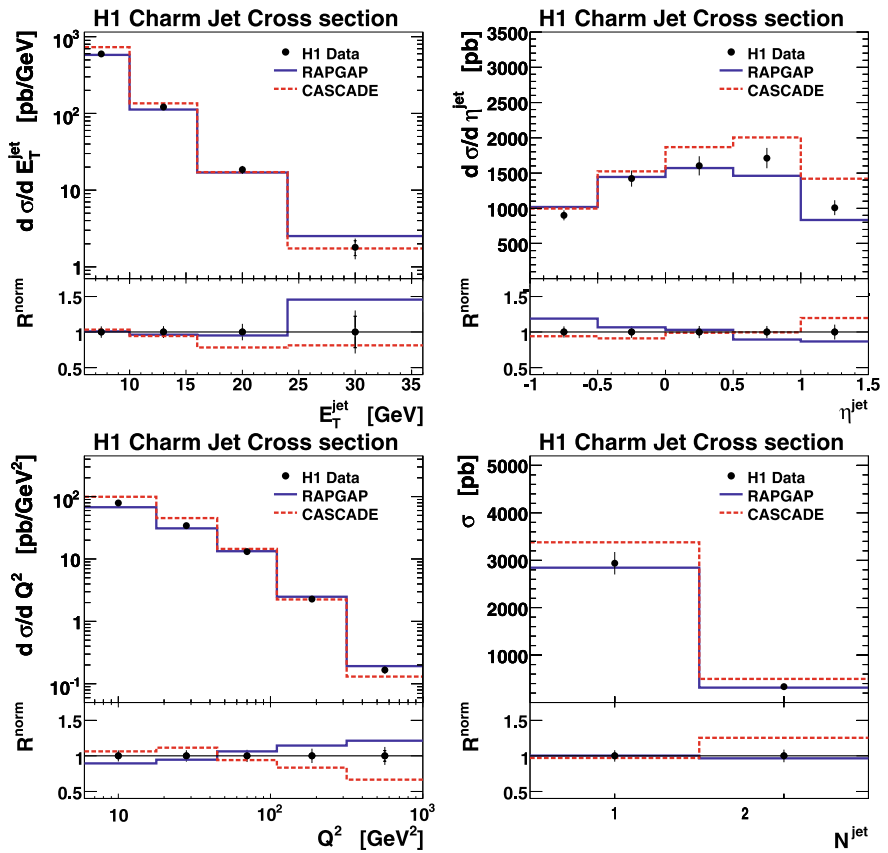 H1 Charm Jet Cross section
d σ/d E_T^jet [pb/GeV]
10³
10²
10
1
H1 Data
RAPGAP
CASCADE
R^norm
1.5
1
0.5
10 15 20 25 30 35
E_T^jet [GeV]
H1 Charm Jet Cross section
d σ/d η^jet [pb]
3500
3000
2500
2000
1500
1000
500
H1 Data
RAPGAP
CASCADE
R^norm
1.5
1
0.5
-1 -0.5 0 0.5 1 1.5
η^jet
H1 Charm Jet Cross section
d σ/d Q² [pb/GeV²]
10²
10
1
10⁻¹
H1 Data
RAPGAP
CASCADE
R^norm
1.5
1
0.5
10 10² 10³
Q² [GeV²]
H1 Charm Jet Cross section
σ [pb]
5000
4000
3000
2000
1000
H1 Data
RAPGAP
CASCADE
R^norm
1.5
1
0.5
1 2
N^jet